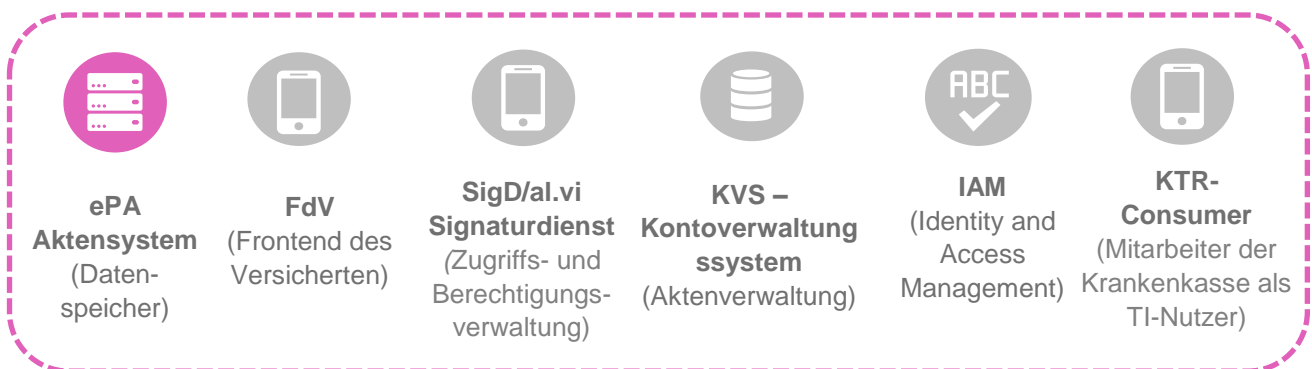 ABC
ePA
Aktensystem
(Daten-
speicher)
FdV
(Frontend des
Versicherten)
SigD/al.vi
Signaturdienst
(Zugriffs- und
Berechtigungs-
verwaltung)
KVS –
Kontoverwaltung
ssystem
(Aktenverwaltung)
IAM
(Identity and
Access
Management)
KTR-
Consumer
(Mitarbeiter der
Krankenkasse als
TI-Nutzer)